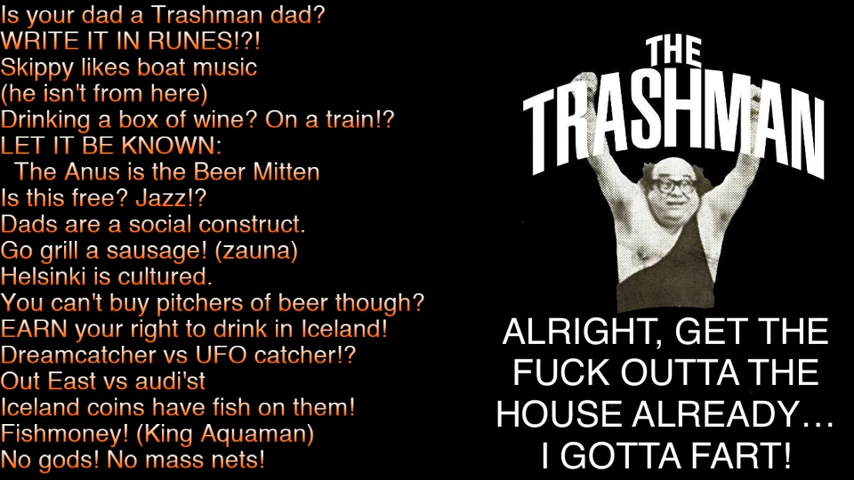 Is your dad a Trashman dad?
WRITE IT IN RUNES!?!
Skippy likes boat music
(he isn't from here)
Drinking a box of wine? On a train!?
LET IT BE KNOWN:
The Anus is the Beer Mitten
Is this free? Jazz!?
Dads are a social construct.
Go grill a sausage! (zauna)
Helsinki is cultured.
You can't buy pitchers of beer though?
EARN your right to drink in Iceland!
Dreamcatcher vs UFO catcher!?
Out East vs audi'st
Iceland coins have fish on them!
Fishmoney! (King Aquaman)
No gods! No mass nets!
THE
TRASHMAN
ALRIGHT, GET THE
FUCK OUTTA THE
HOUSE ALREADY...
I GOTTA FART!